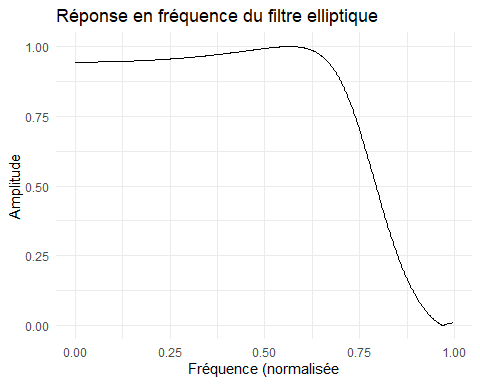 Réponse en fréquence du filtre elliptique
1.00
0.75
0.50
0.25
0.00
Amplitude
0.00 0.25 0.50 0.75 1.00
Fréquence (normalisée